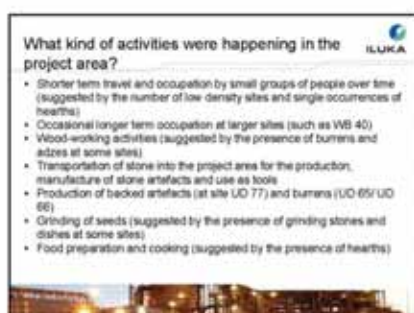 What kind of activities were happening in the
project area?
ILUKA
• Shorter term travel and occupation by small groups of people over time
(suggested by the number of low density sites and single occurrences of
hearths)
• Occasional longer term occupation at larger sites (such as WB 40)
• Wood-working activities (suggested by the presence of burrens and
adzes at some sites)
• Transportation of stone into the project area for the production,
manufacture of stone artefacts and use as tools
• Production of backed artefacts (at site UD 77) and burrens (UD 65/ UD
66)
• Grinding of seeds (suggested by the presence of grinding stones and
dishes at some sites)
• Food preparation and cooking (suggested by the presence of hearths)